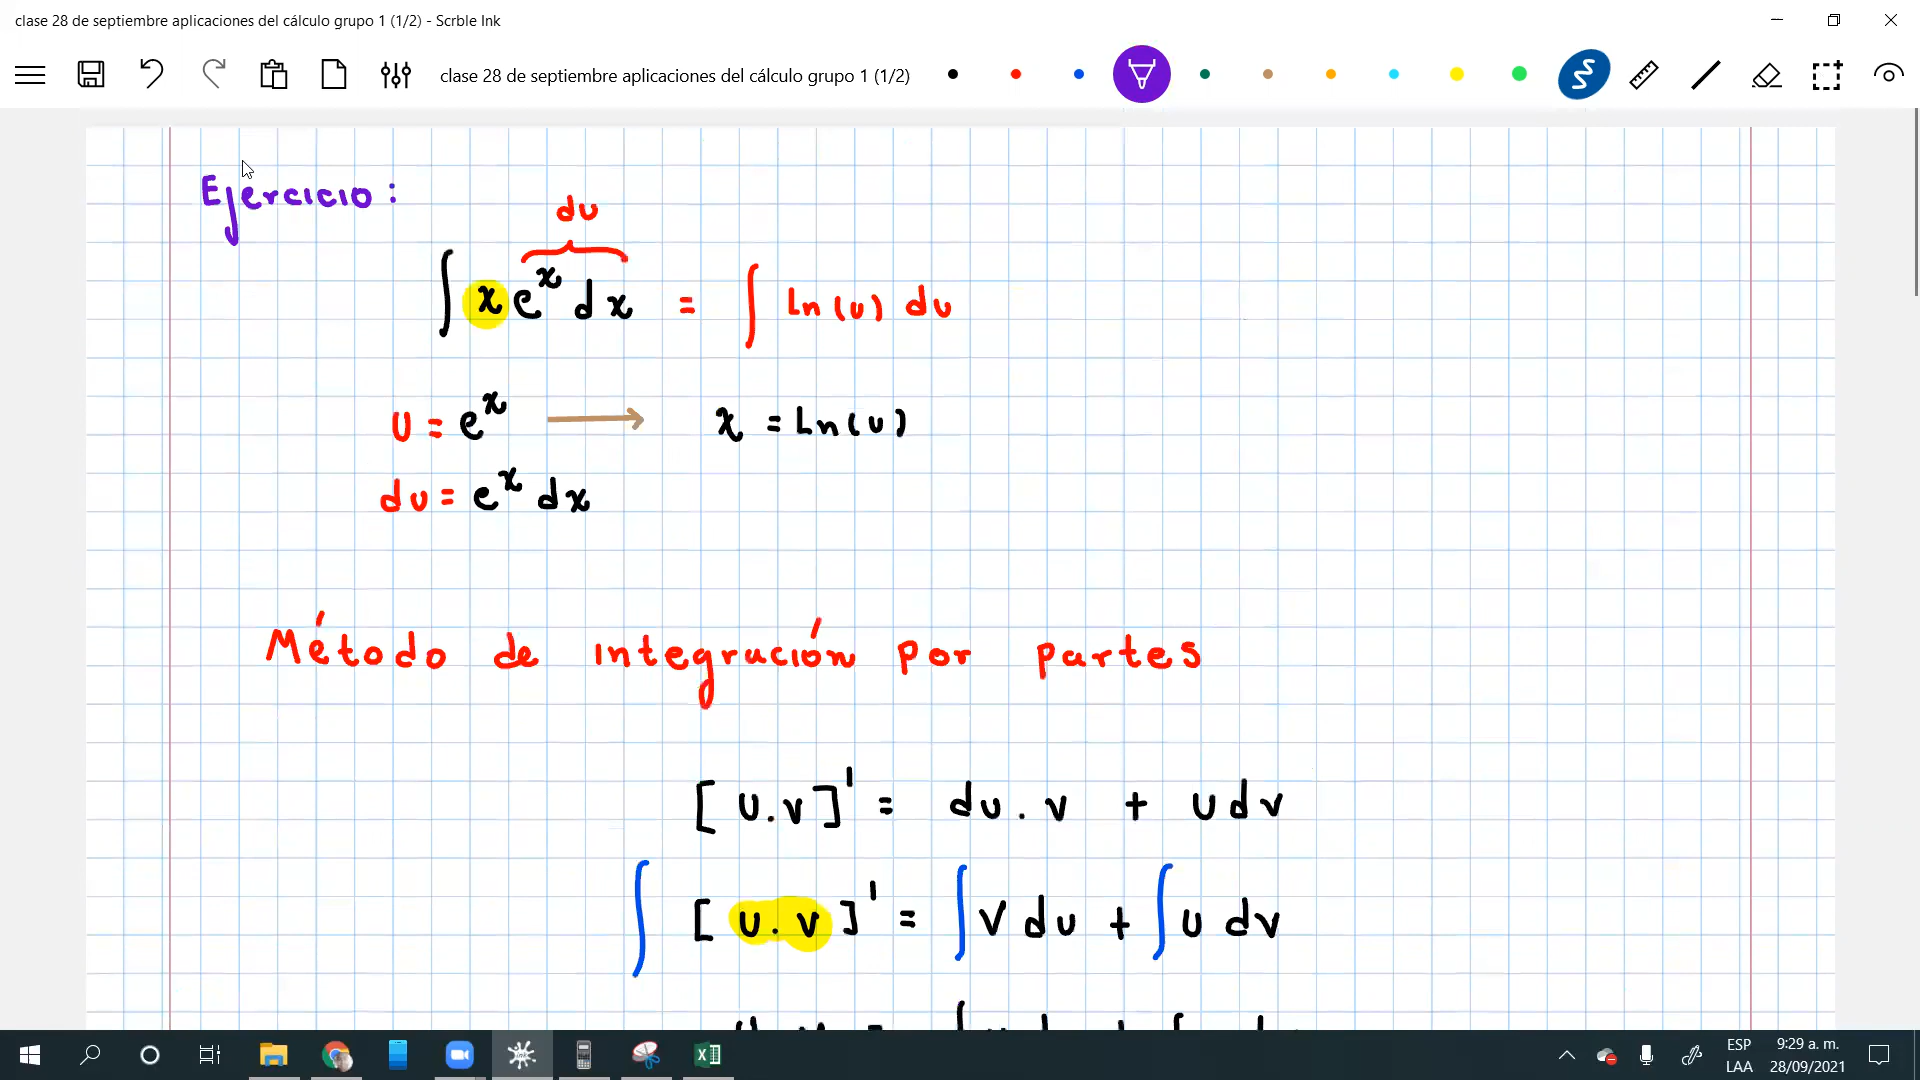 clase 28 de septiembre aplicaciones del cálculo grupo 1 (1/2) - Scrble Ink
clase 28 de septiembre aplicaciones del cálculo grupo 1 (1/2)
Ejercicio:
du
∫ x e^x dx = ∫ Ln(u) du
u = e^x → x = Ln(u)
du = e^x dx
Método de integración por partes
[u.v]' = du.v + udv
∫ [u.v]' = ∫ v du + ∫ u dv
ESP 9:29 a. m.
LAA 28/09/2021